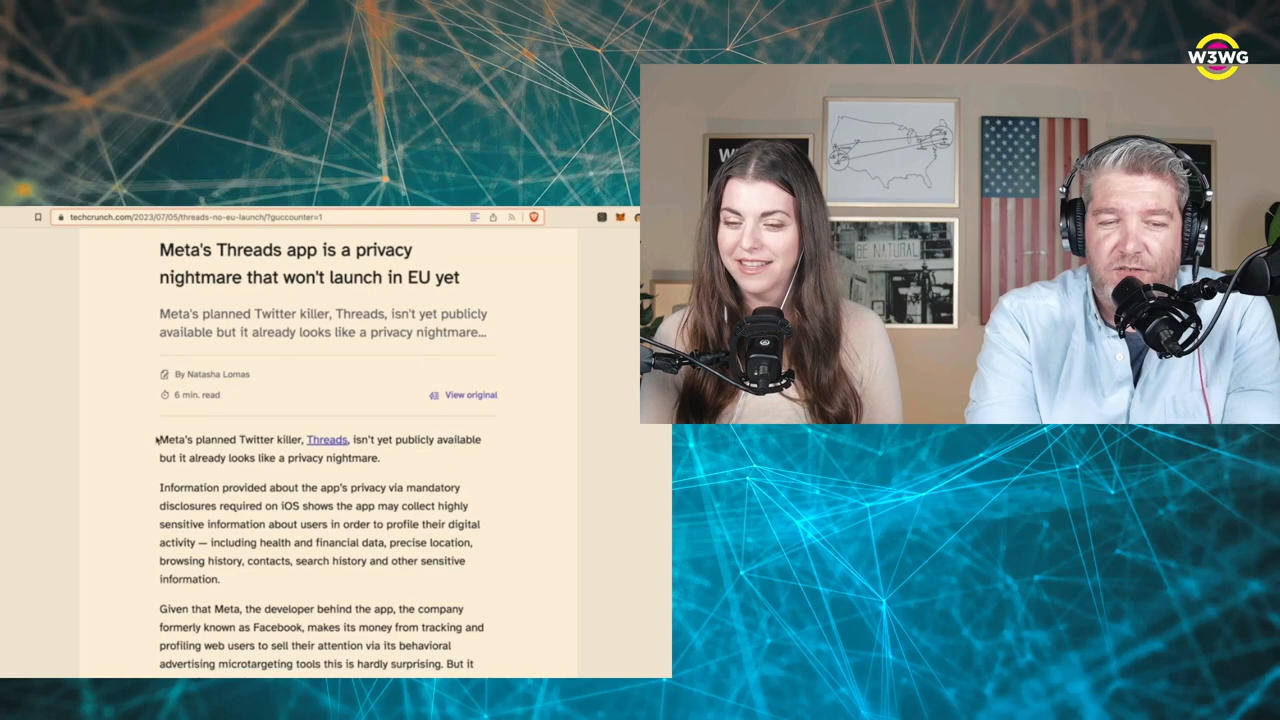 W3WG
techcrunch.com/2023/07/05/threads-no-eu-launch/?guccounter=1
Meta's Threads app is a privacy
nightmare that won't launch in EU yet
Meta's planned Twitter killer, Threads, isn't yet publicly
available but it already looks like a privacy nightmare...
By Natasha Lomas
6 min. read
View original
Meta's planned Twitter killer, Threads, isn't yet publicly available
but it already looks like a privacy nightmare.
Information provided about the app's privacy via mandatory
disclosures required on iOS shows the app may collect highly
sensitive information about users in order to profile their digital
activity — including health and financial data, precise location,
browsing history, contacts, search history and other sensitive
information.
Given that Meta, the developer behind the app, the company
formerly known as Facebook, makes its money from tracking and
profiling web users to sell their attention via its behavioral
advertising microtargeting tools this is hardly surprising. But it
BE NATURAL